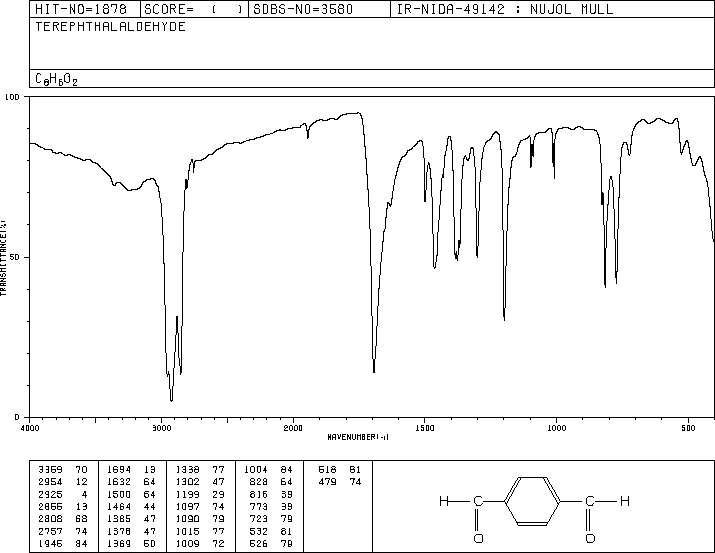 HIT-NO=1878 SCORE= ( ) SDBS-NO=3580 IR-NIDA-49142 : NUJOL MULL
TEREPHTHALALDEHYDE
C8H6O2
100
50
0
TRANSMITTANCE(%)
4000 3000 2000 1500 1000 500
WAVENUMBER(-1)
3369 70 1694 13 1338 77 1004 84 518 81
2954 12 1632 64 1302 47 828 64 479 74
2925 4 1500 64 1199 29 816 39
2855 13 1464 44 1097 74 773 39
2808 68 1385 47 1090 79 723 79
2757 74 1378 47 1015 77 532 81
1945 84 1369 50 1009 72 526 79
H C C H
O O